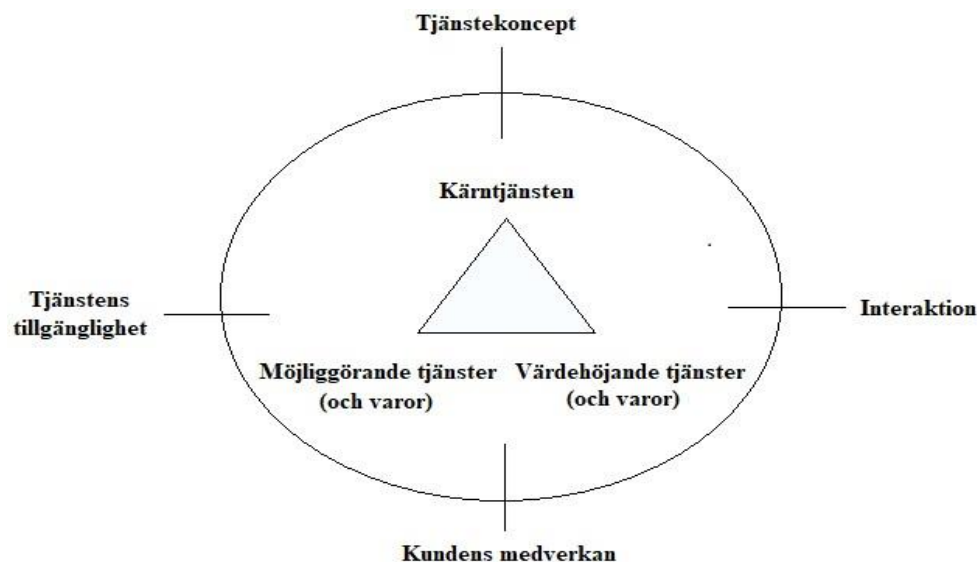 Tjänstekoncept
Kärntjänsten
Tjänstens
tillgänglighet
Interaktion
Möjliggörande tjänster
(och varor)
Värdehöjande tjänster
(och varor)
Kundens medverkan